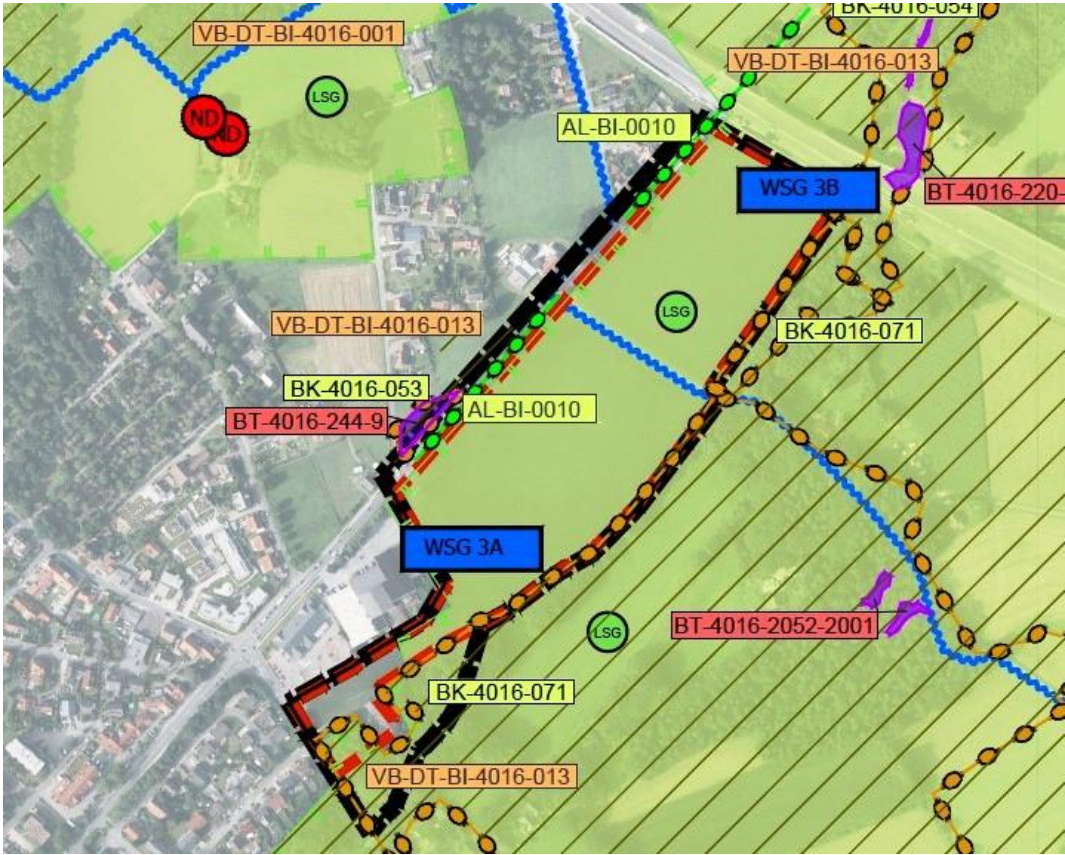 BK-4016-054
VB-DT-BI-4016-001
VB-DT-BI-4016-013
LSG
ND
ND
AL-BI-0010
WSG 3B
BT-4016-220-
LSG
VB-DT-BI-4016-013
BK-4016-071
BK-4016-053
AL-BI-0010
BT-4016-244-9
WSG 3A
LSG
BT-4016-2052-2001
BK-4016-071
VB-DT-BI-4016-013